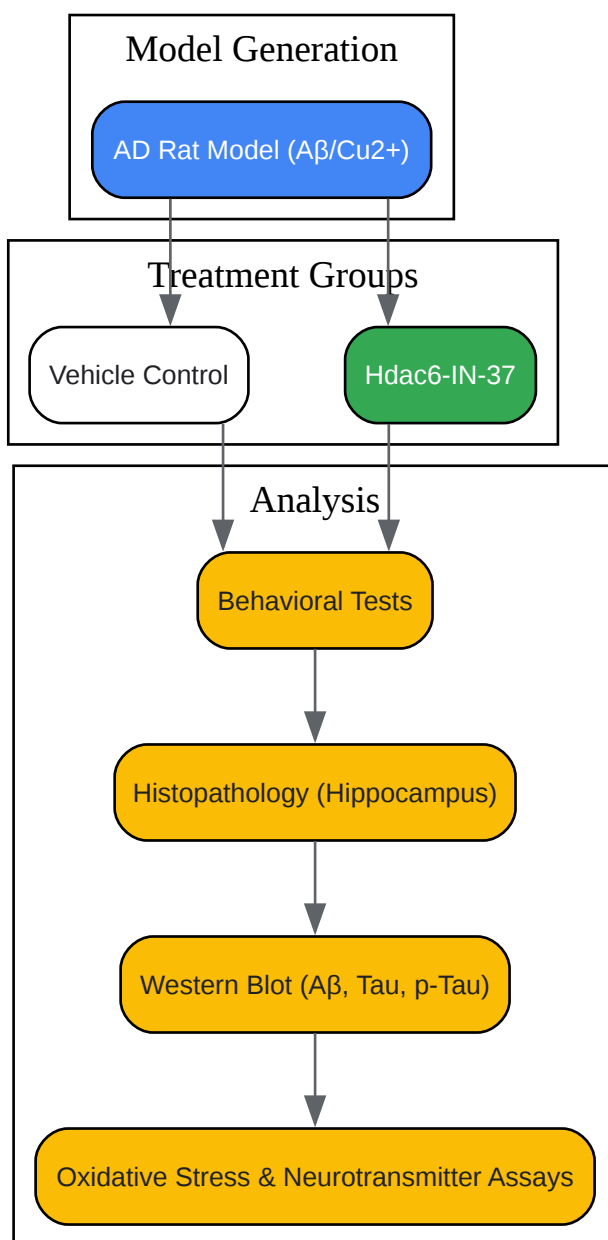 Model Generation
AD Rat Model (Aβ/Cu2+)
Treatment Groups
Vehicle Control
Hdac6-IN-37
Analysis
Behavioral Tests
Histopathology (Hippocampus)
Western Blot (Aβ, Tau, p-Tau)
Oxidative Stress & Neurotransmitter Assays